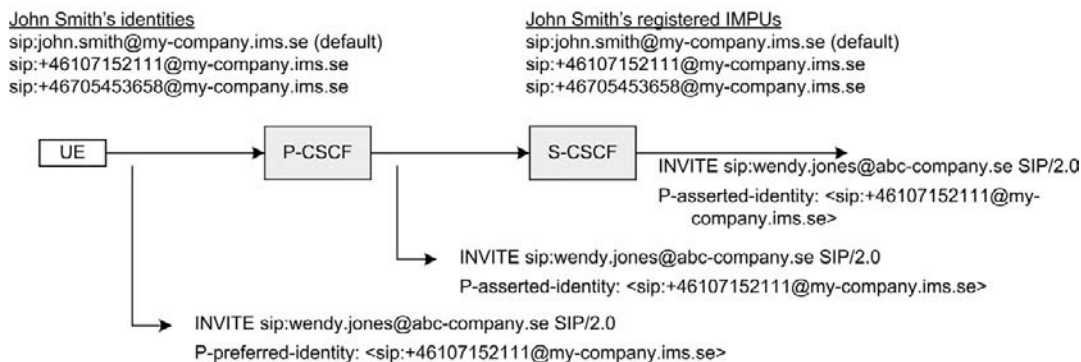 John Smith's identities
sip:john.smith@my-company.ims.se (default)
sip:+46107152111@my-company.ims.se
sip:+46705453658@my-company.ims.se
John Smith's registered IMPUs
sip:john.smith@my-company.ims.se (default)
sip:+46107152111@my-company.ims.se
sip:+46705453658@my-company.ims.se
UE
P-CSCF
S-CSCF
INVITE sip:wendy.jones@abc-company.se SIP/2.0
P-asserted-identity: <sip:+46107152111@my-
company.ims.se>
INVITE sip:wendy.jones@abc-company.se SIP/2.0
P-asserted-identity: <sip:+46107152111@my-company.ims.se>
INVITE sip:wendy.jones@abc-company.se SIP/2.0
P-preferred-identity: <sip:+46107152111@my-company.ims.se>